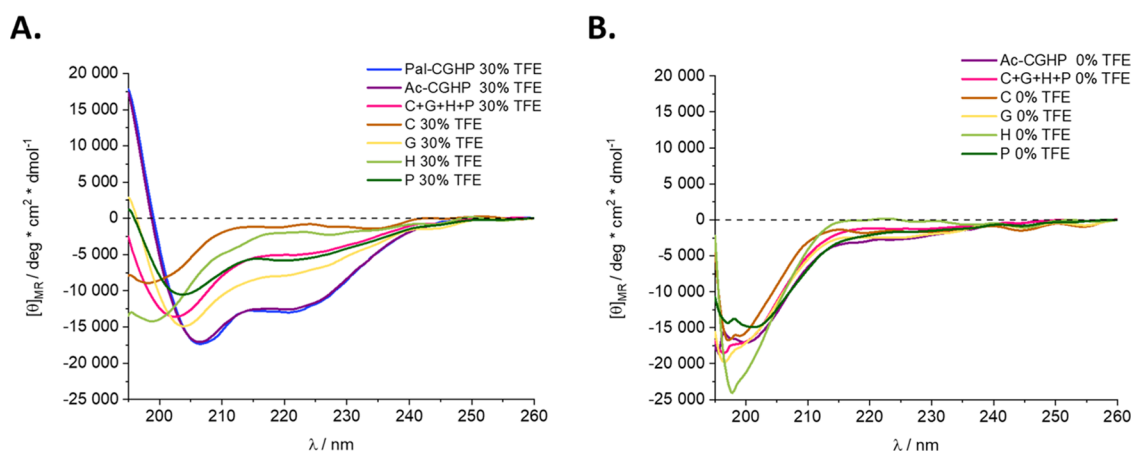 A.
B.
Pal-CGHP 30% TFE
Ac-CGHP 30% TFE
C+G+H+P 30% TFE
C 30% TFE
G 30% TFE
H 30% TFE
P 30% TFE
20 000
15 000
10 000
5 000
0
-5 000
-10 000
-15 000
-20 000
-25 000
[θ]MR / deg * cm² * dmol⁻¹
200
210
220
230
240
250
260
λ / nm
Ac-CGHP 0% TFE
C+G+H+P 0% TFE
C 0% TFE
G 0% TFE
H 0% TFE
P 0% TFE
20 000
15 000
10 000
5 000
0
-5 000
-10 000
-15 000
-20 000
-25 000
[θ]MR / deg * cm² * dmol⁻¹
200
210
220
230
240
250
260
λ / nm